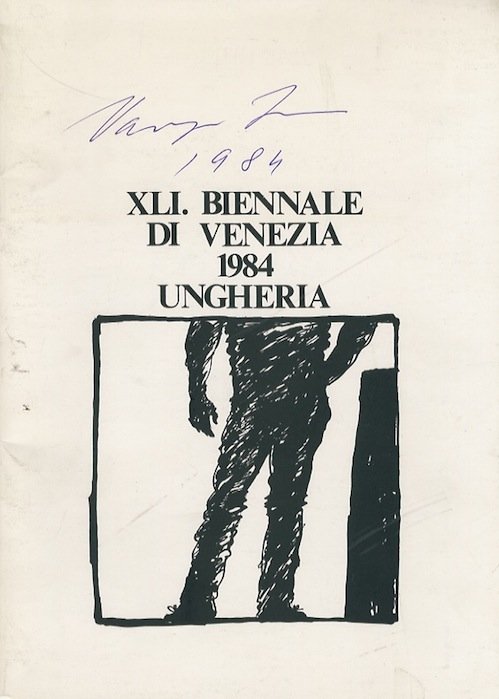 1984
XLI. BIENNALE
DI VENEZIA
1984
UNGHERIA